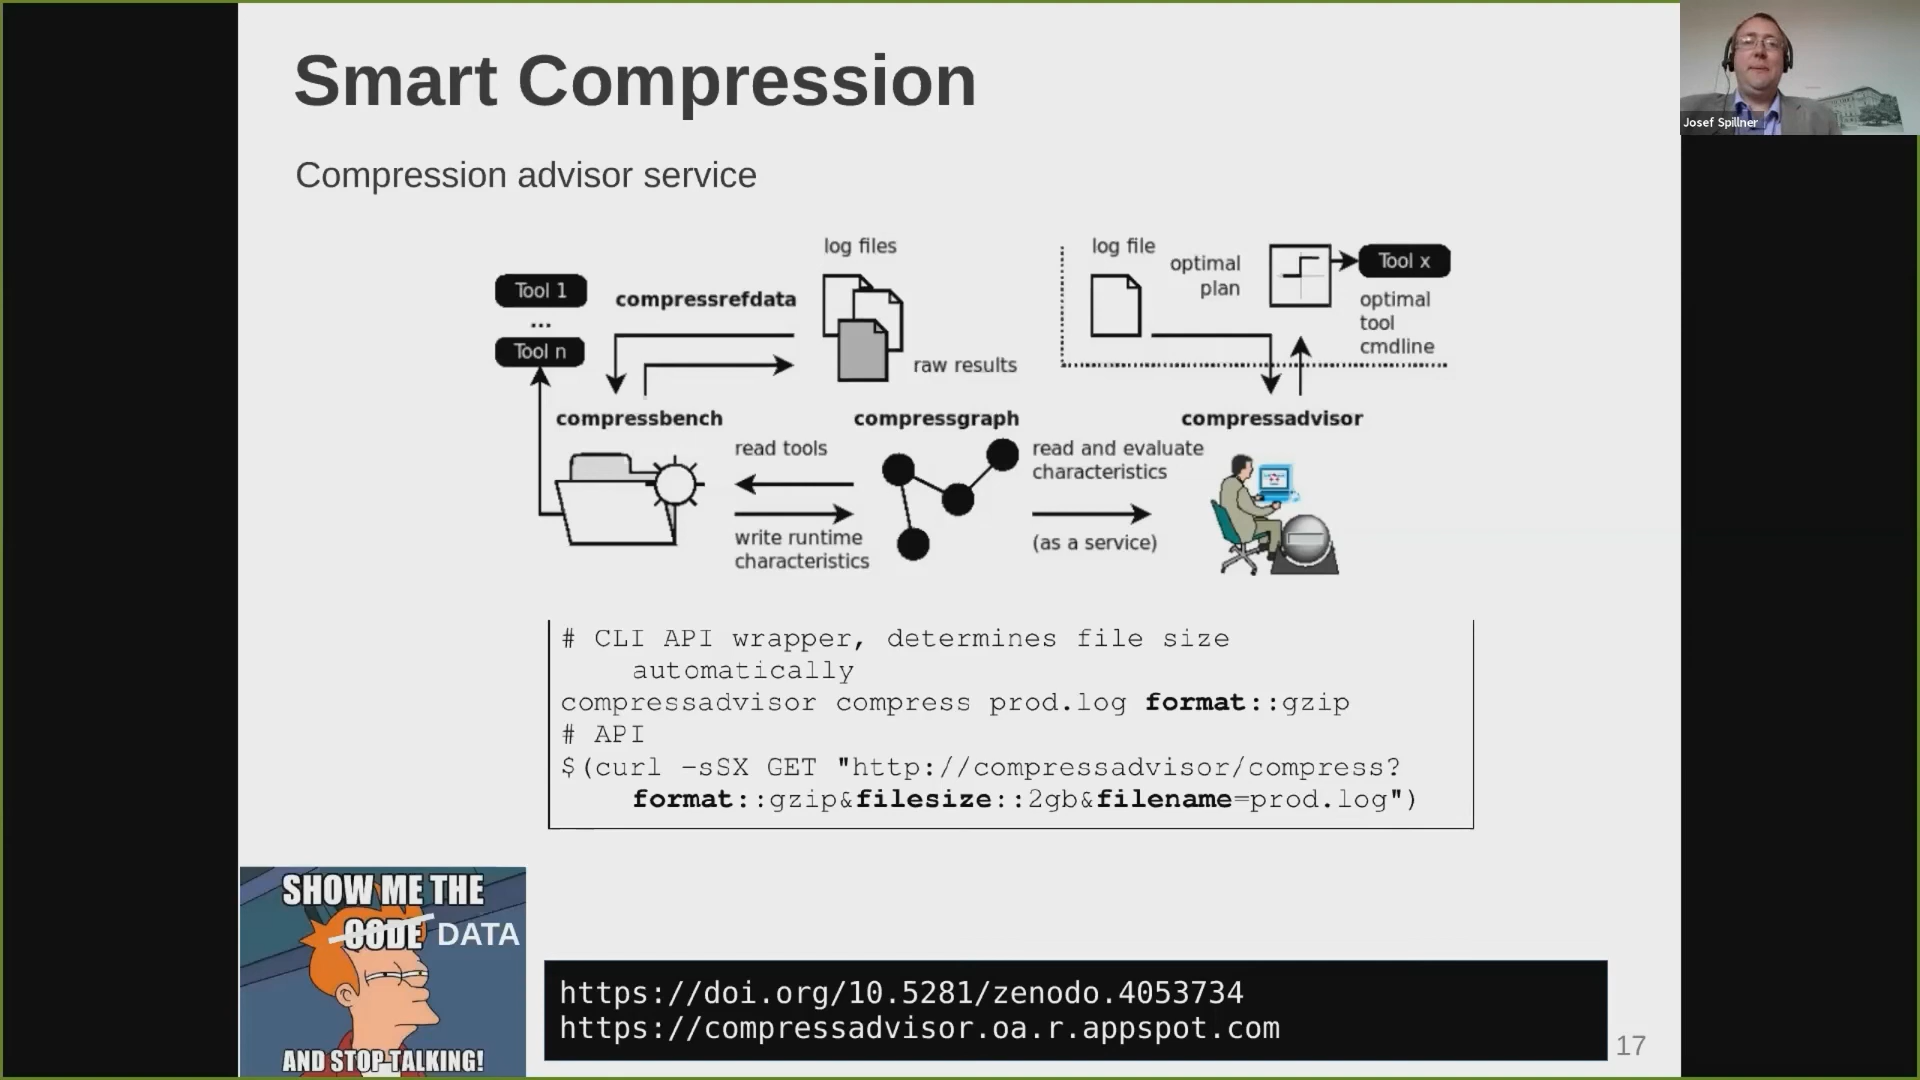 Smart Compression
Josef Spillner
Compression advisor service
log files
log file
optimal
plan
Tool x
Tool 1
...
Tool n
compressrefdata
optimal
tool
cmdline
raw results
compressbench
compressgraph
compressadvisor
read tools
read and evaluate
characteristics
write runtime
characteristics
(as a service)
# CLI API wrapper, determines file size
automatically
compressadvisor compress prod.log format::gzip
# API
$(curl -sSX GET "http://compressadvisor/compress?
format::gzip&filesize::2gb&filename=prod.log")
SHOW ME THE
CODE DATA
AND STOP TALKING!
https://doi.org/10.5281/zenodo.4053734
https://compressadvisor.oa.r.appspot.com
17